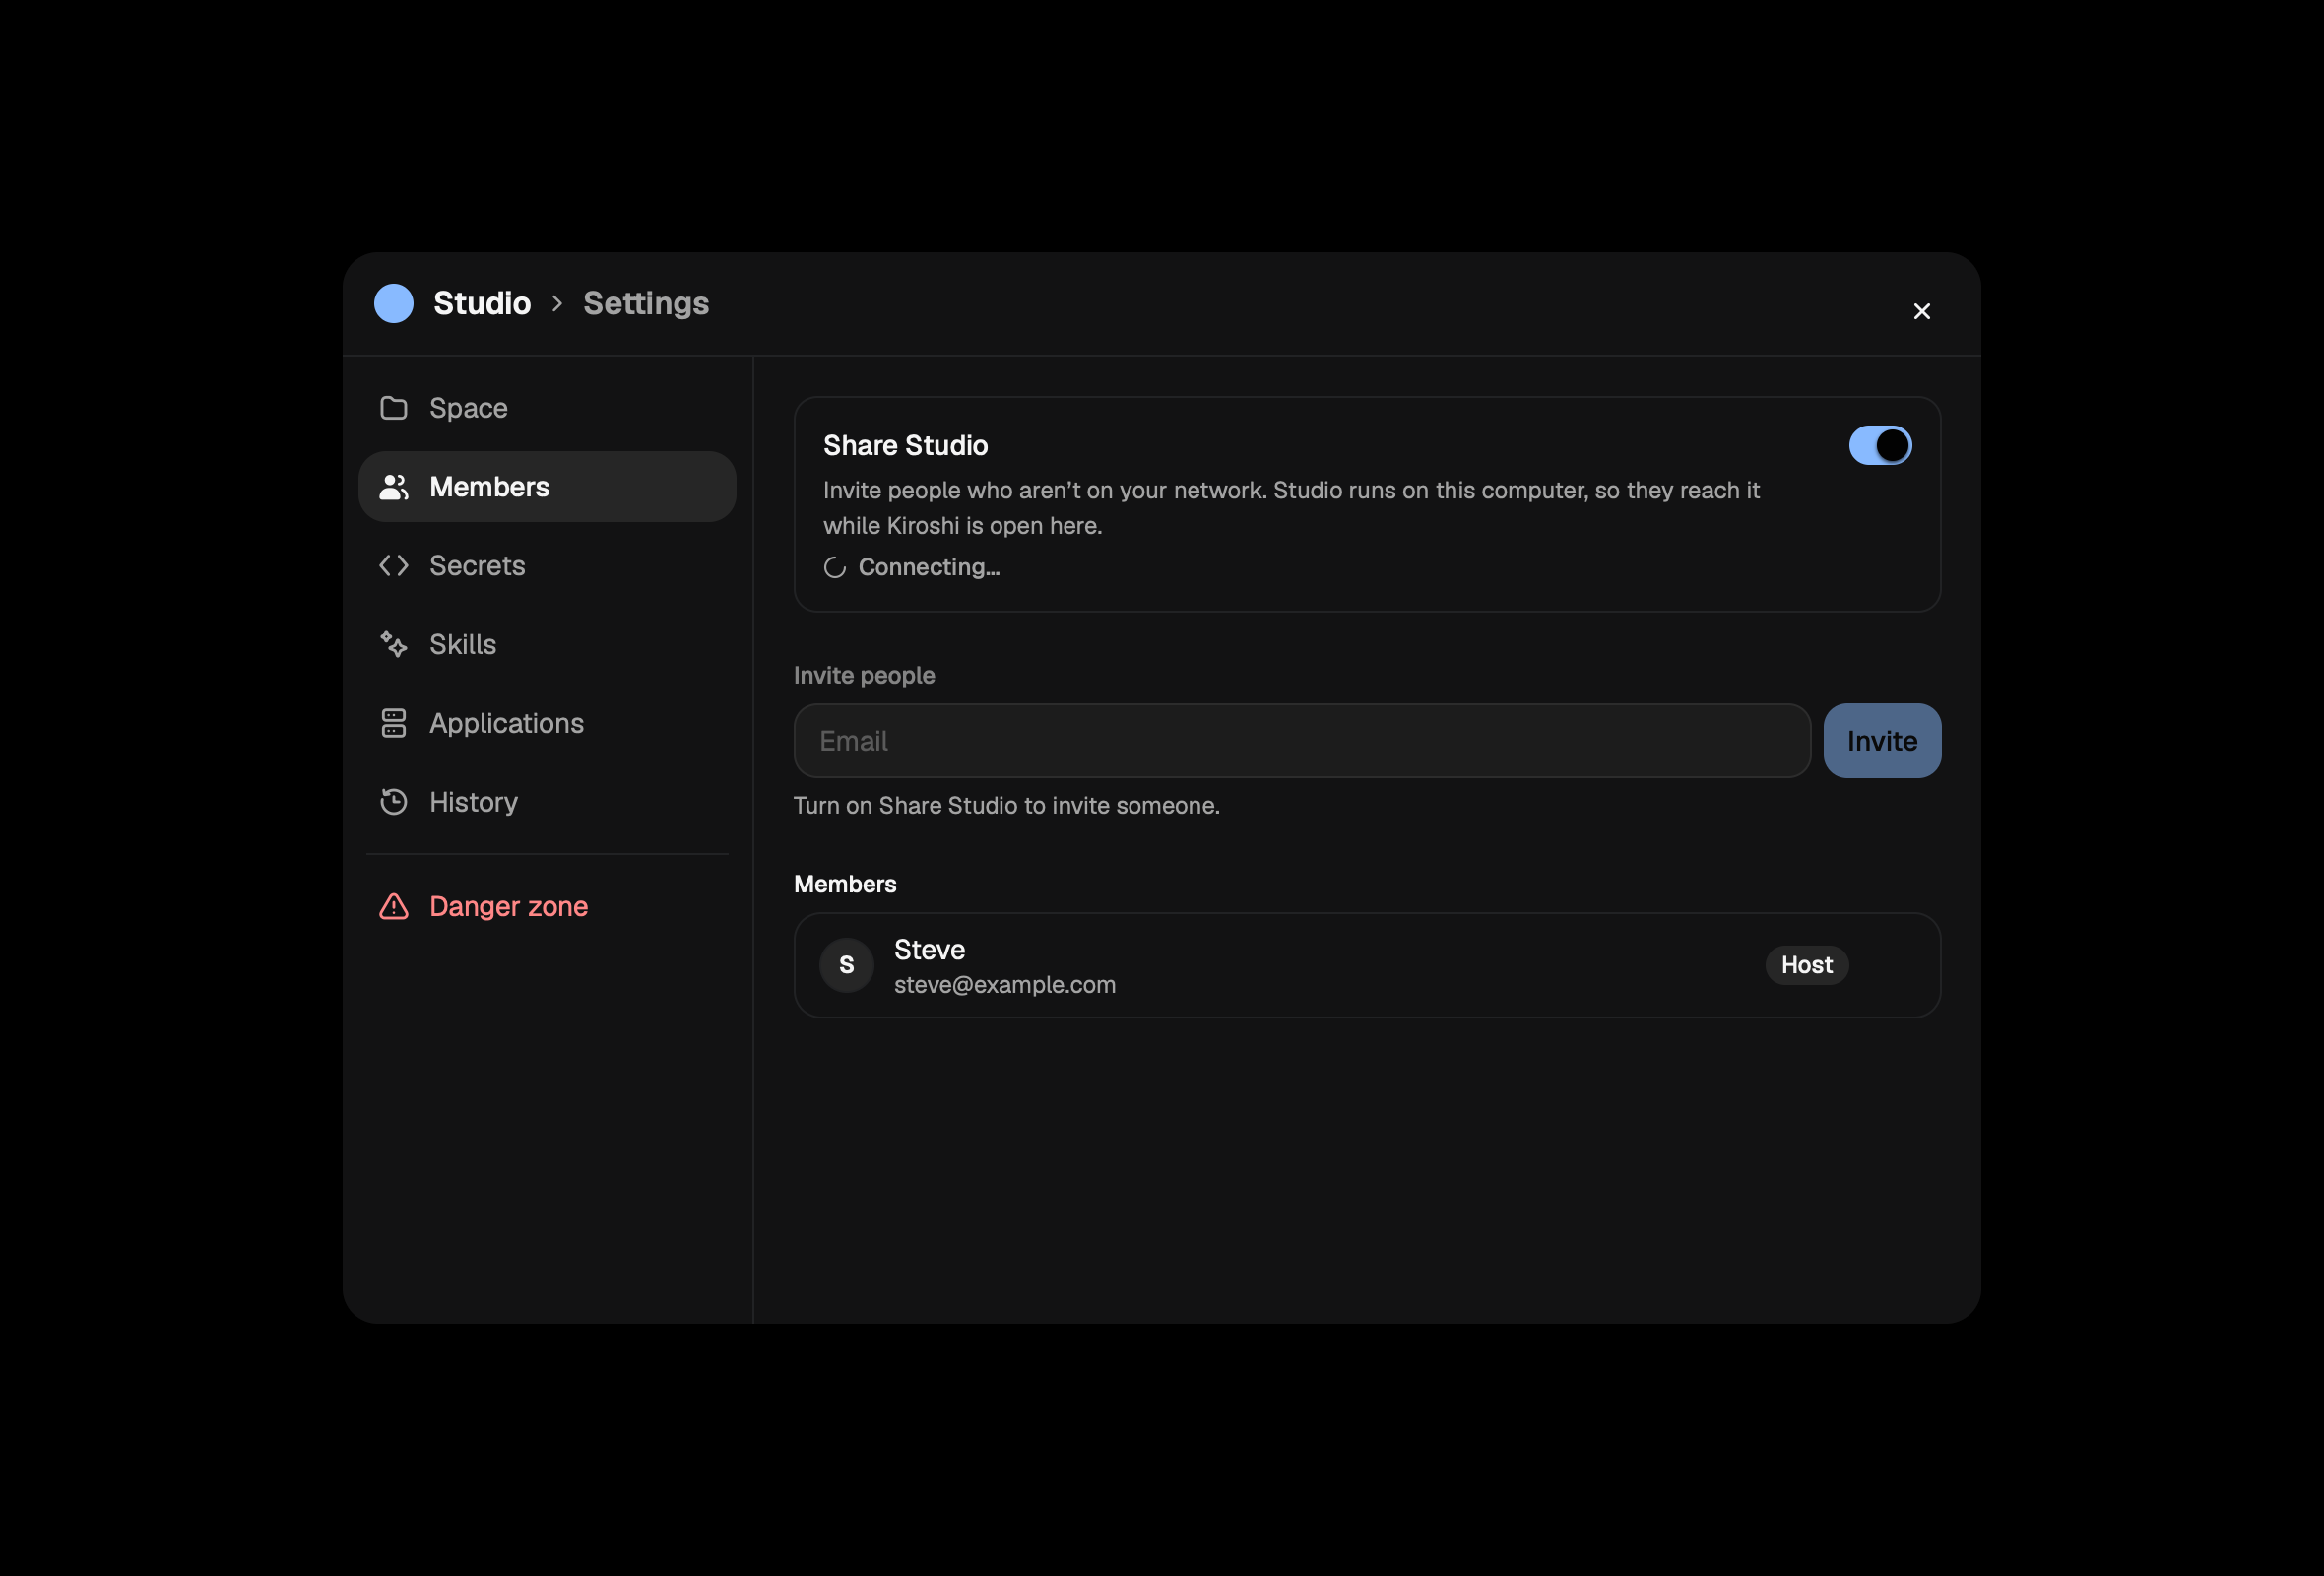 Studio > Settings
Space
Members
Secrets
Skills
Applications
History
Danger zone
Share Studio
Invite people who aren’t on your network. Studio runs on this computer, so they reach it
while Kiroshi is open here.
Connecting...
Invite people
Email
Invite
Turn on Share Studio to invite someone.
Members
S
Steve
steve@example.com
Host